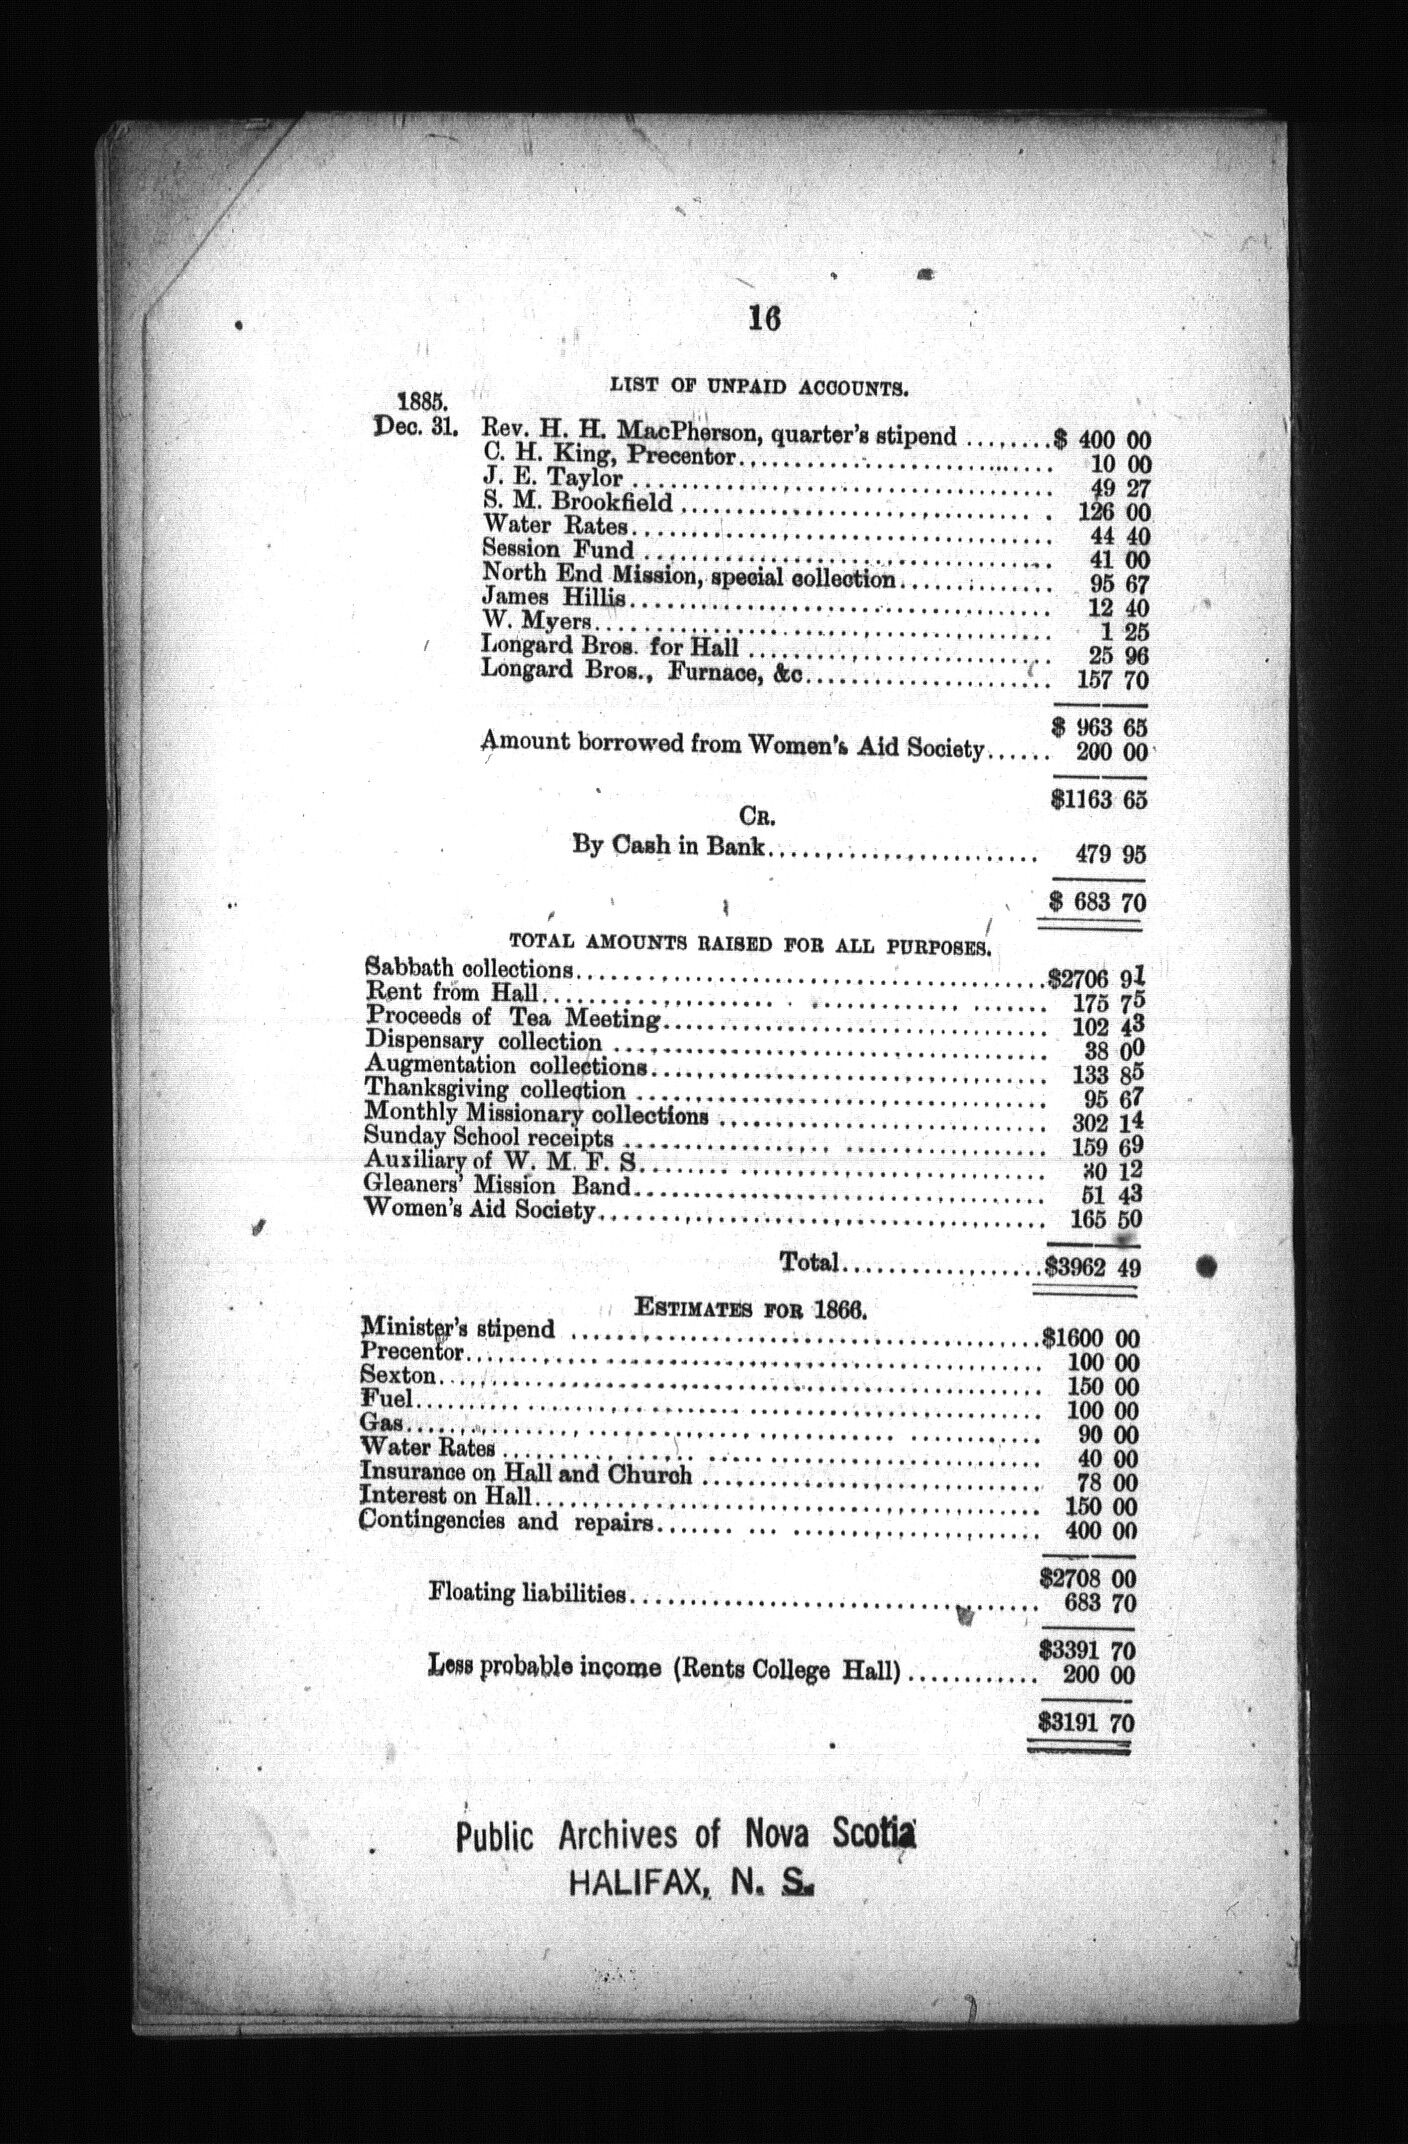 16
LIST OF UNPAID ACCOUNTS.
1885.
Dec. 31. Rev. H. H. MacPherson, quarter's stipend ........$ 400 00
C. H. King, Precentor............................ 10 00
J. E. Taylor ............................ 49 27
S. M. Brookfield ............................ 126 00
Water Rates............................ 44 40
Session Fund ............................ 41 00
North End Mission, special collection............... 95 67
James Hillis............................ 12 40
W. Myers............................ 1 25
Longard Bros. for Hall ............................ 25 96
Longard Bros., Furnace, &c...................... 157 70
$ 963 65
Amount borrowed from Women's Aid Society...... 200 00
$1163 65
CR.
By Cash in Bank........................ 479 95
$ 683 70
TOTAL AMOUNTS RAISED FOR ALL PURPOSES.
Sabbath collections............................$2706 91
Rent from Hall............................ 175 75
Proceeds of Tea Meeting............................ 102 43
Dispensary collection ............................ 38 00
Augmentation collections............................ 133 85
Thanksgiving collection ............................ 95 67
Monthly Missionary collections ............................ 302 14
Sunday School receipts ............................ 159 69
Auxiliary of W. M. F. S............................ 30 12
Gleaners' Mission Band............................ 51 43
Women's Aid Society............................ 165 50
Total..................$3962 49
ESTIMATES FOR 1866.
Minister's stipend ............................$1600 00
Precentor............................ 100 00
Sexton............................ 150 00
Fuel............................ 100 00
Gas............................ 90 00
Water Rates ............................ 40 00
Insurance on Hall and Church ............................ 78 00
Interest on Hall............................ 150 00
Contingencies and repairs............................ 400 00
$2708 00
Floating liabilities............................ 683 70
$3391 70
Less probable income (Rents College Hall) ............ 200 00
$3191 70
Public Archives of Nova Scotia
HALIFAX, N. S.